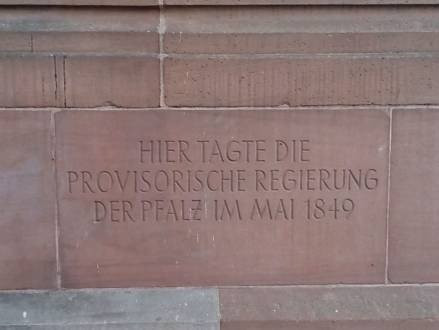 HIER TAGTE DIE
PROVISORISCHE REGIERUNG
DER PFALZ IM MAI 1849